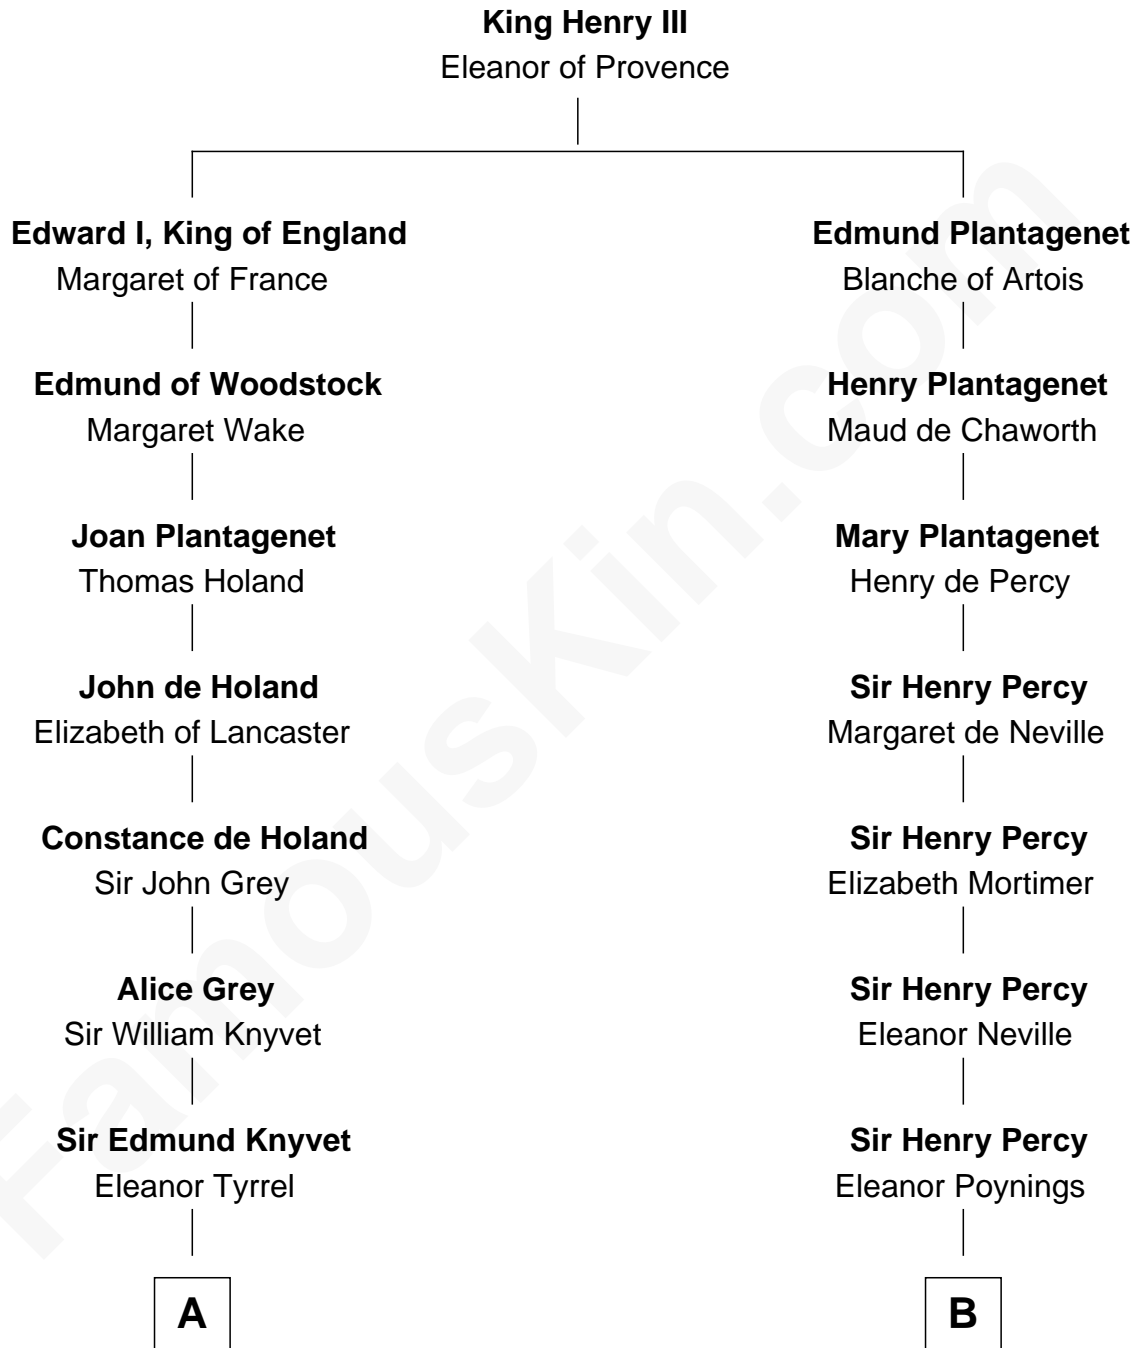 King Henry III
Eleanor of Provence
Edward I, King of England
Margaret of France
Edmund Plantagenet
Blanche of Artois
Edmund of Woodstock
Margaret Wake
Henry Plantagenet
Maud de Chaworth
Joan Plantagenet
Thomas Holand
Mary Plantagenet
Henry de Percy
John de Holand
Elizabeth of Lancaster
Sir Henry Percy
Margaret de Neville
Constance de Holand
Sir John Grey
Sir Henry Percy
Elizabeth Mortimer
Alice Grey
Sir William Knyvet
Sir Henry Percy
Eleanor Neville
Sir Edmund Knyvet
Eleanor Tyrrel
Sir Henry Percy
Eleanor Poynings
A
B
FamousKin.com